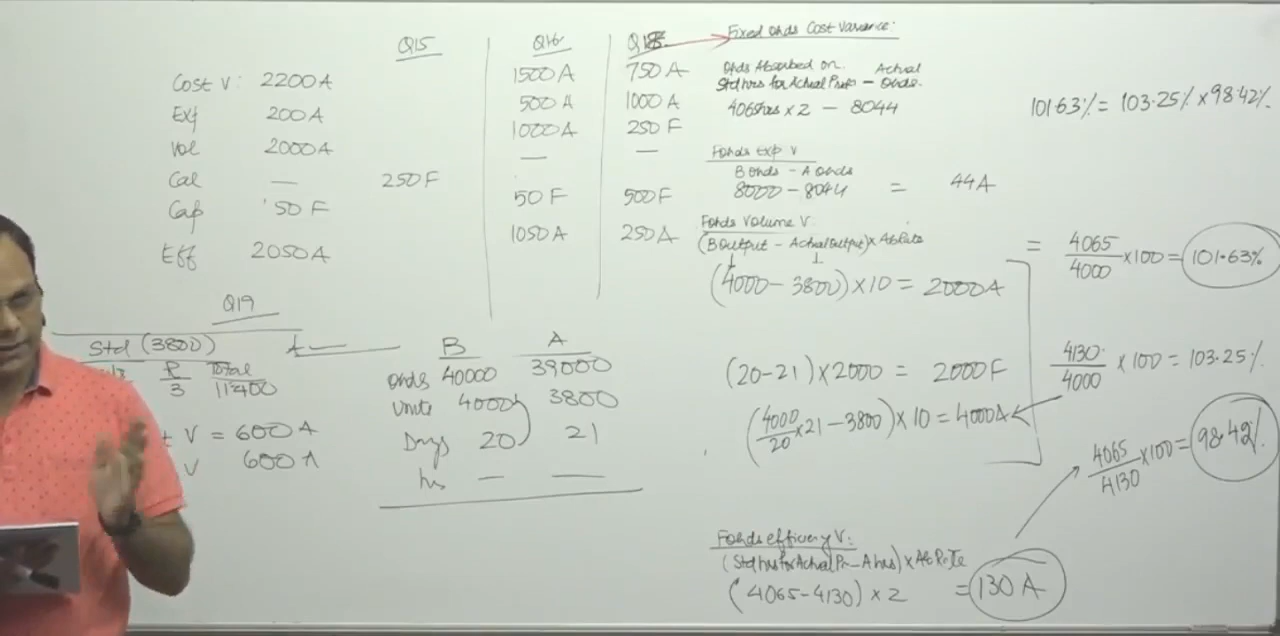 Q15 Q16 Q18
Cost V: 2200A 1500A 750A
Exp 200A 500A 1000A
Vol 2000A 1000A 250F
Cal — 250F — —
Cap 50F 50F 500F
Eff 2050A 1050A 250A
Q19
Std (3800)
R Total
3 11400
V = 600A
V 600A
B A
Ohds 40000 39000
Units 4000 3800
Days 20 21
hrs — —
Fixed Ohds Cost Variance:
Ohds Absorbed on Actual
Std hrs for Actual Prodn – Ohds.
4065hrs x 2 – 8044
Fohds Exp V
B ohds – A ohds
8000 – 8044 = 44A
Fohds Volume V
(B output – Actual output) x Ab Rate
(4000 – 3800) x 10 = 2000A
(20-21) x 2000 = 2000F
(4000/20 x 21 – 3800) x 10 = 4000A
Fohds efficiency V:
(Std hrs for Actual Pn – A hrs) x Ab Rate
(4065-4130) x 2 = 130A
101.63% = 103.25% x 98.42%
= 4065/4000 x 100 = 101.63%
4130/4000 x 100 = 103.25%
4065/4130 x 100 = 98.42%